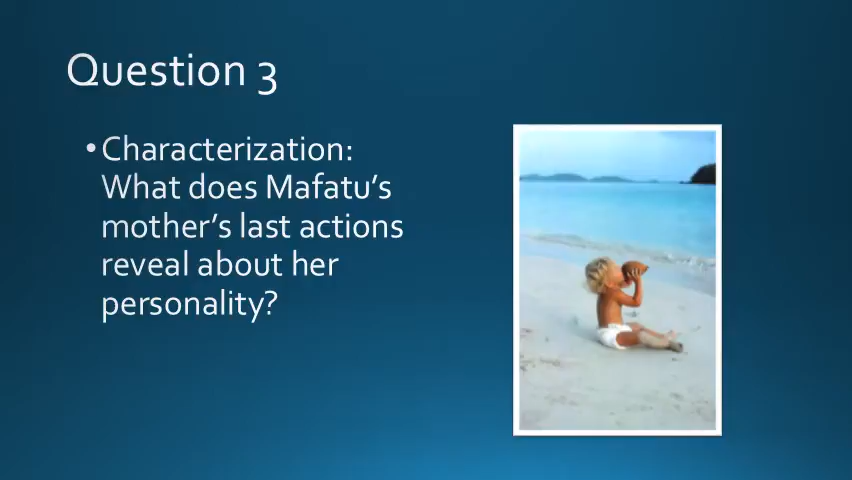 Question 3
•Characterization:
What does Mafatu’s
mother’s last actions
reveal about her
personality?